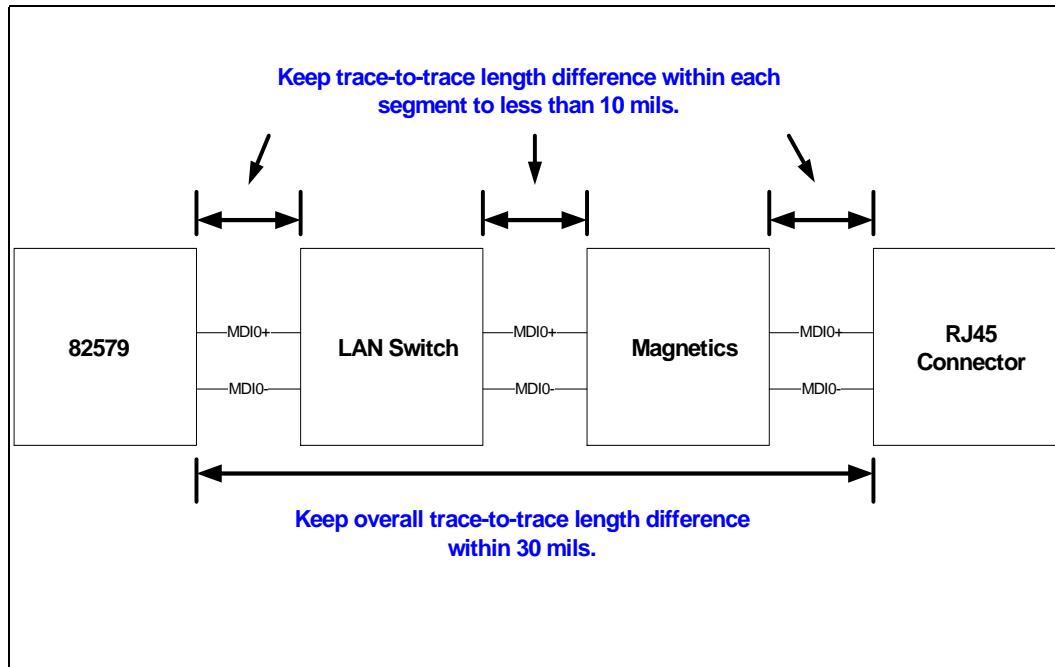 Keep trace-to-trace length difference within each
segment to less than 10 mils.
82579
MDI0+
MDI0-
LAN Switch
MDI0+
MDI0-
Magnetics
MDI0+
MDI0-
RJ45
Connector
Keep overall trace-to-trace length difference
within 30 mils.